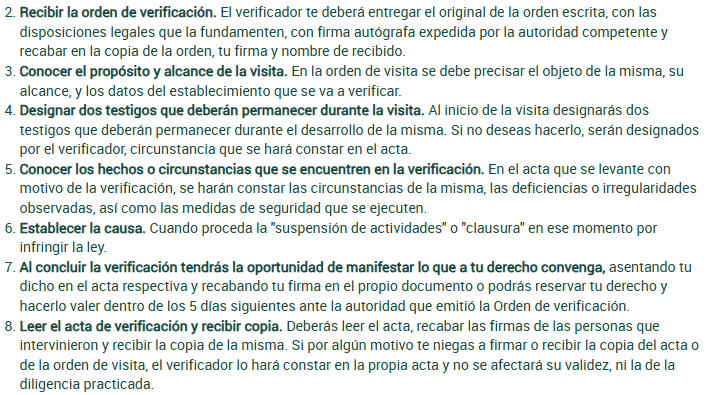 2. Recibir la orden de verificación. El verificador te deberá entregar el original de la orden escrita, con las
disposiciones legales que la fundamenten, con firma autógrafa expedida por la autoridad competente y
recabar en la copia de la orden, tu firma y nombre de recibido.
3. Conocer el propósito y alcance de la visita. En la orden de visita se debe precisar el objeto de la misma, su
alcance, y los datos del establecimiento que se va a verificar.
4. Designar dos testigos que deberán permanecer durante la visita. Al inicio de la visita designarás dos
testigos que deberán permanecer durante el desarrollo de la misma. Si no deseas hacerlo, serán designados
por el verificador, circunstancia que se hará constar en el acta.
5. Conocer los hechos o circunstancias que se encuentren en la verificación. En el acta que se levante con
motivo de la verificación, se harán constar las circunstancias de la misma, las deficiencias o irregularidades
observadas, así como las medidas de seguridad que se ejecuten.
6. Establecer la causa. Cuando proceda la "suspensión de actividades" o "clausura" en ese momento por
infringir la ley.
7. Al concluir la verificación tendrás la oportunidad de manifestar lo que a tu derecho convenga, asentando tu
dicho en el acta respectiva y recabando tu firma en el propio documento o podrás reservar tu derecho y
hacerlo valer dentro de los 5 días siguientes ante la autoridad que emitió la Orden de verificación.
8. Leer el acta de verificación y recibir copia. Deberás leer el acta, recabar las firmas de las personas que
intervinieron y recibir la copia de la misma. Si por algún motivo te niegas a firmar o recibir la copia del acta o
de la orden de visita, el verificador lo hará constar en la propia acta y no se afectará su validez, ni la de la
diligencia practicada.